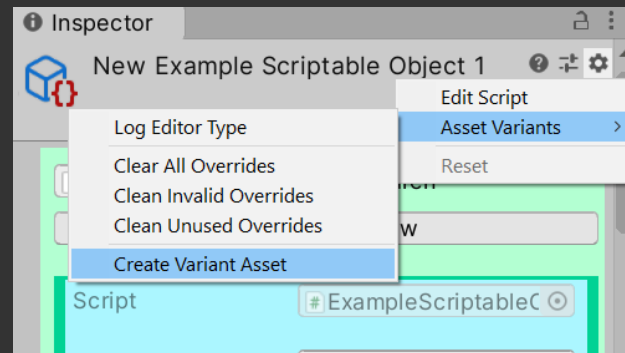 Inspector
New Example Scriptable Object 1
Edit Script
Asset Variants
Reset
Log Editor Type
Clear All Overrides
Clean Invalid Overrides
Clean Unused Overrides
Create Variant Asset
Script
#ExampleScriptable